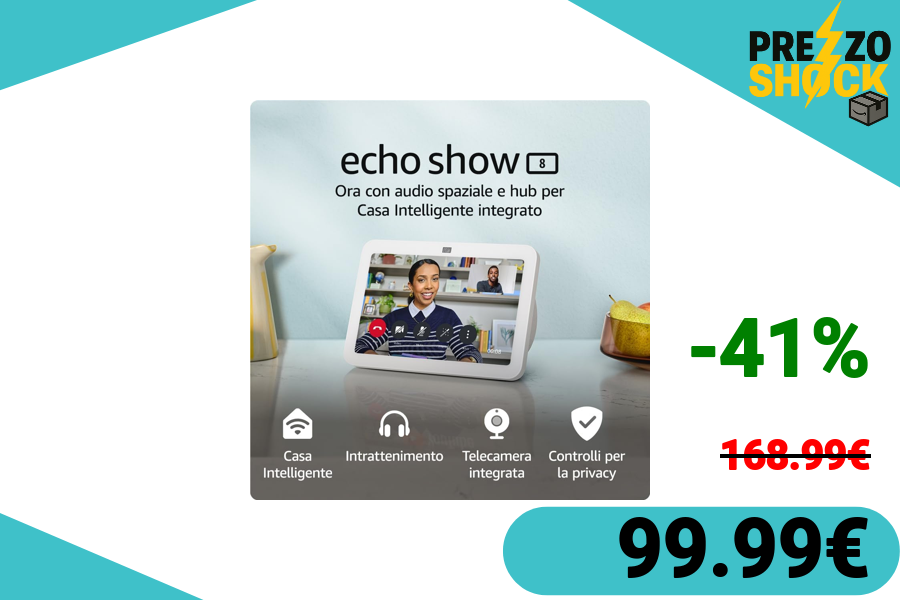 PREZZO
SHOCK
echo show 8
Ora con audio spaziale e hub per
Casa Intelligente integrato
-41%
Casa
Intelligente
Intrattenimento
Telecamera
integrata
Controlli per
la privacy
168.99€
99.99€